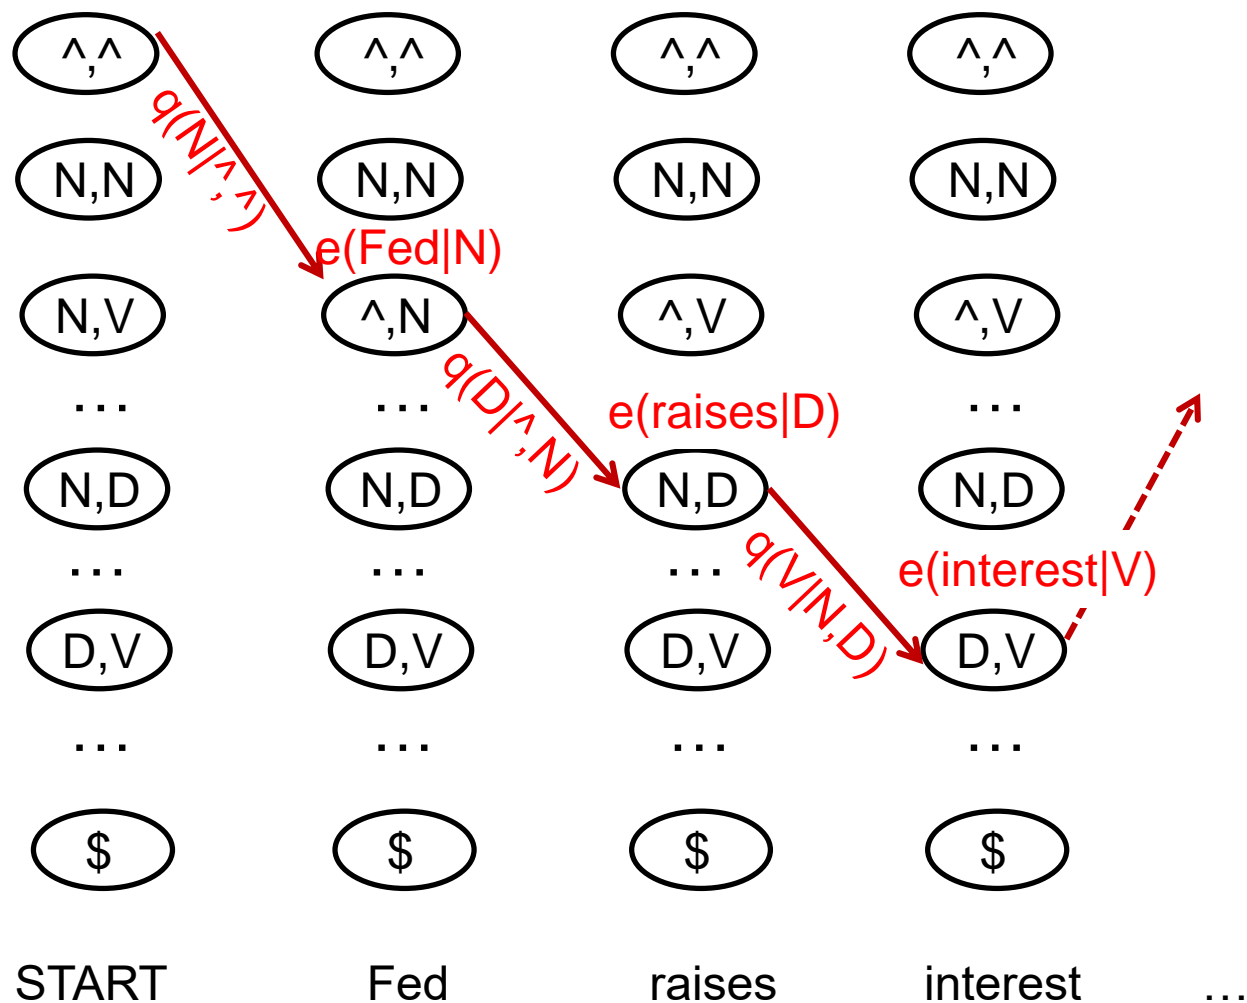 ^,^ ^,^ ^,^ ^,^
q(N|^,^)
N,N N,N N,N N,N
e(Fed|N)
N,V ^,N ^,V ^,V
q(D|^,N)
... ... e(raises|D) ...
N,D N,D N,D N,D
q(V|N,D)
... ... ... e(interest|V)
D,V D,V D,V D,V
... ... ... ...
$ $ $ $
START Fed raises interest ...